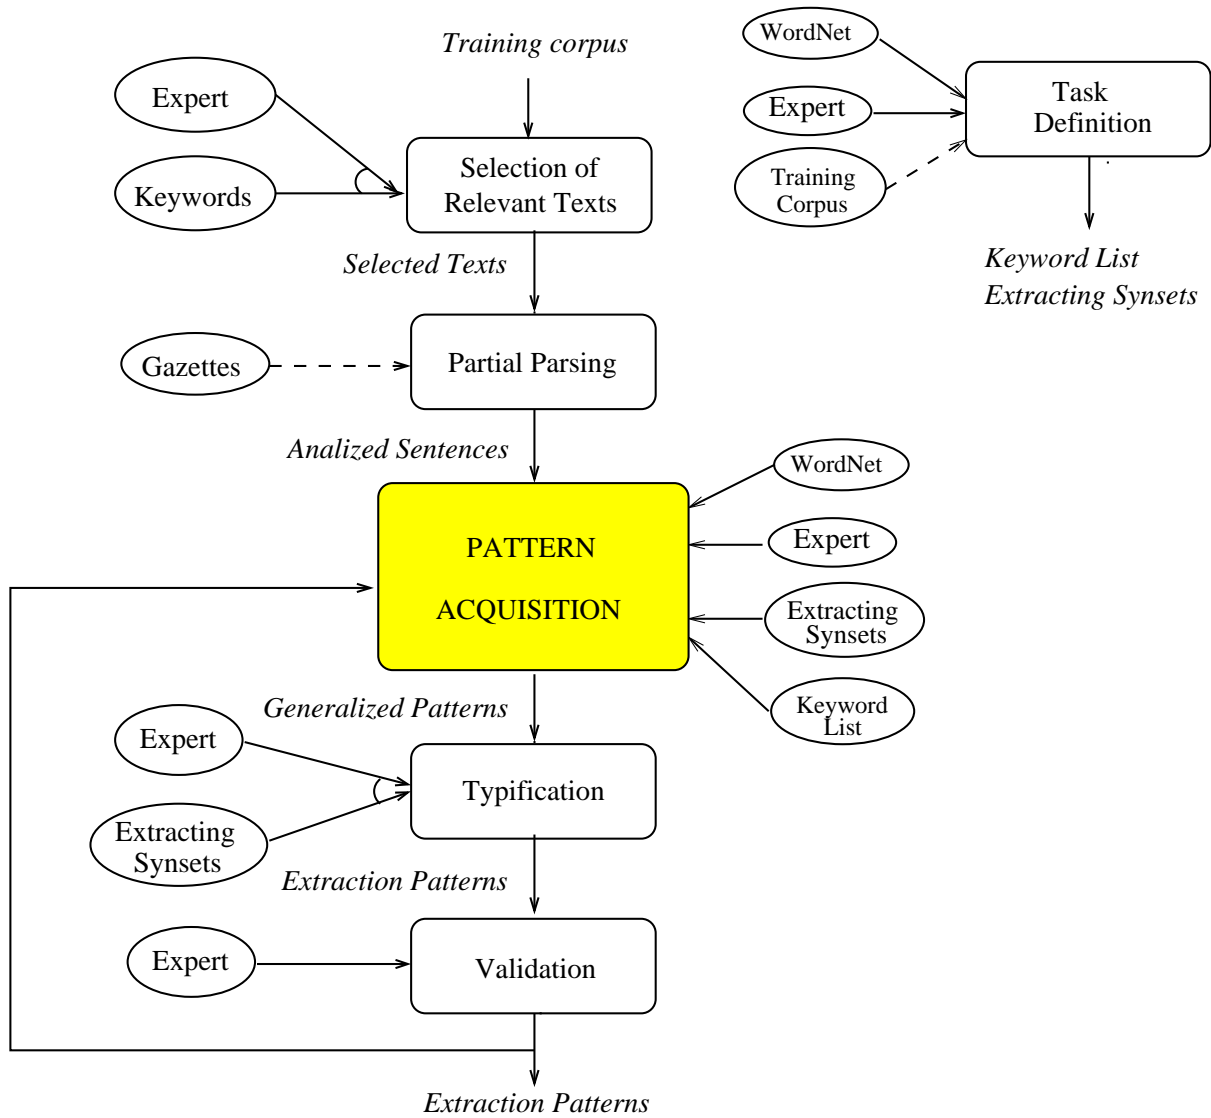 Training corpus
Expert
Keywords
Selection of
Relevant Texts
Selected Texts
Gazettes
Partial Parsing
Analized Sentences
PATTERN
ACQUISITION
WordNet
Expert
Extracting
Synsets
Keyword
List
Generalized Patterns
Expert
Extracting
Synsets
Typification
Extraction Patterns
Expert
Validation
Extraction Patterns
WordNet
Expert
Training
Corpus
Task
Definition
Keyword List
Extracting Synsets